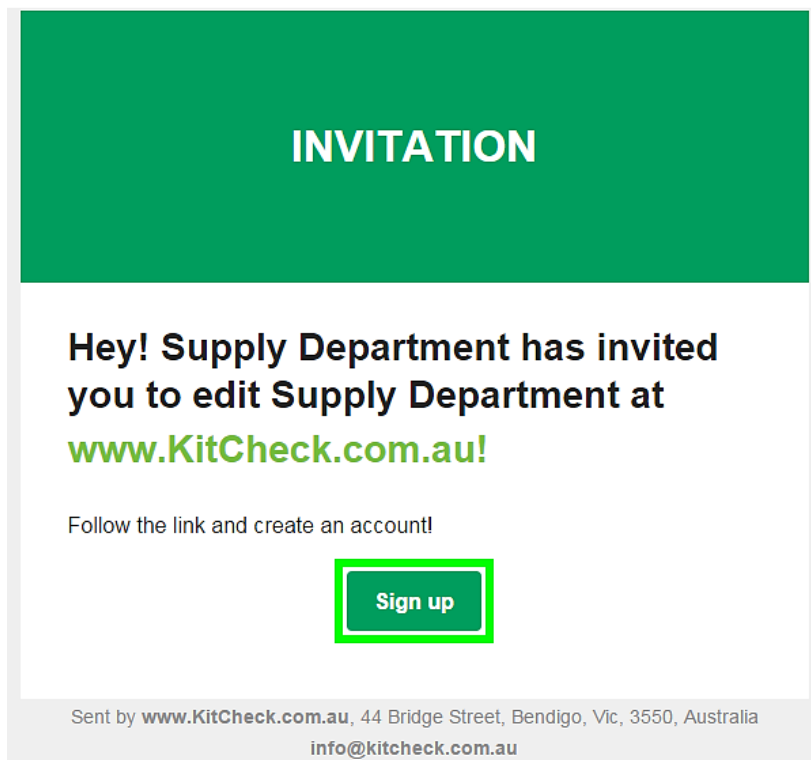 INVITATION
Hey! Supply Department has invited
you to edit Supply Department at
www.KitCheck.com.au!
Follow the link and create an account!
Sign up
Sent by www.KitCheck.com.au, 44 Bridge Street, Bendigo, Vic, 3550, Australia
info@kitcheck.com.au